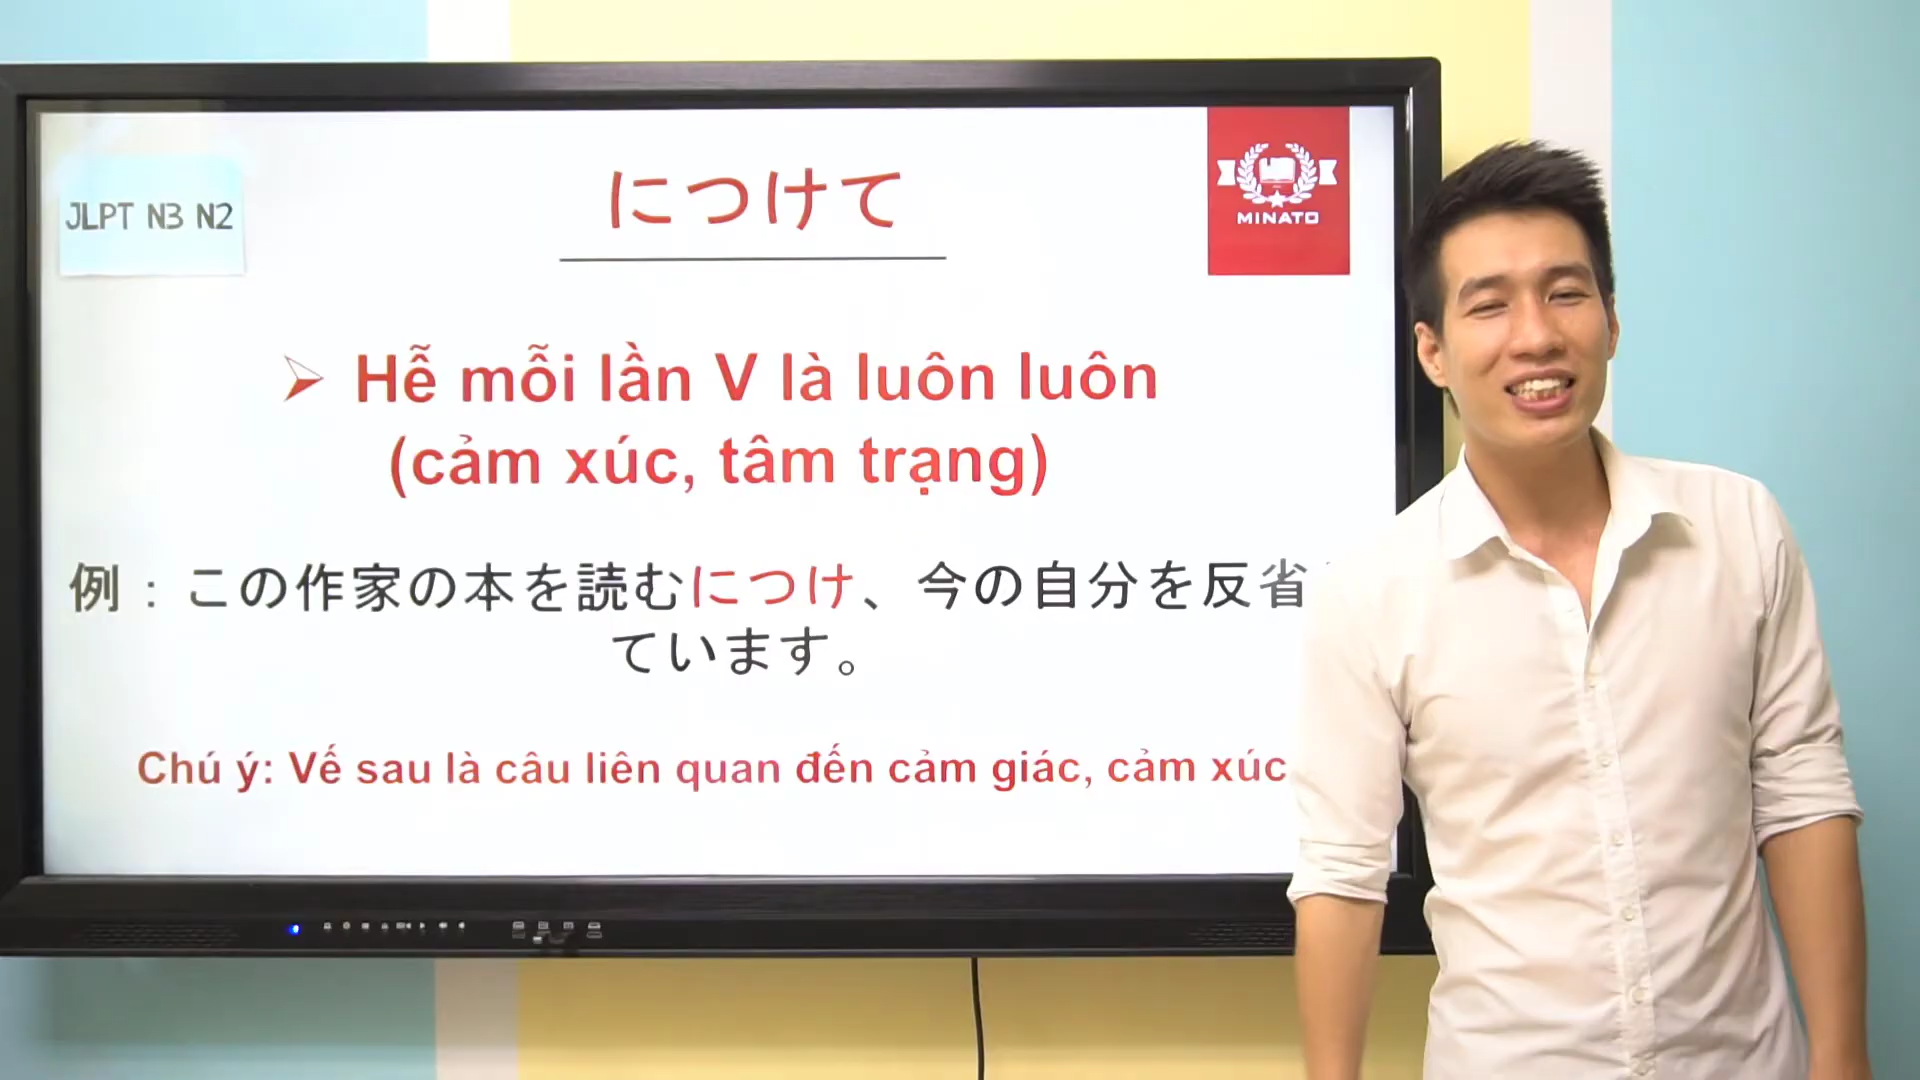 JLPT N3 N2
につけて
MINATO
➢ Hễ mỗi lần V là luôn luôn
(cảm xúc, tâm trạng)
例：この作家の本を読むにつけ、今の自分を反省
ています。
Chú ý: Vế sau là câu liên quan đến cảm giác, cảm xúc